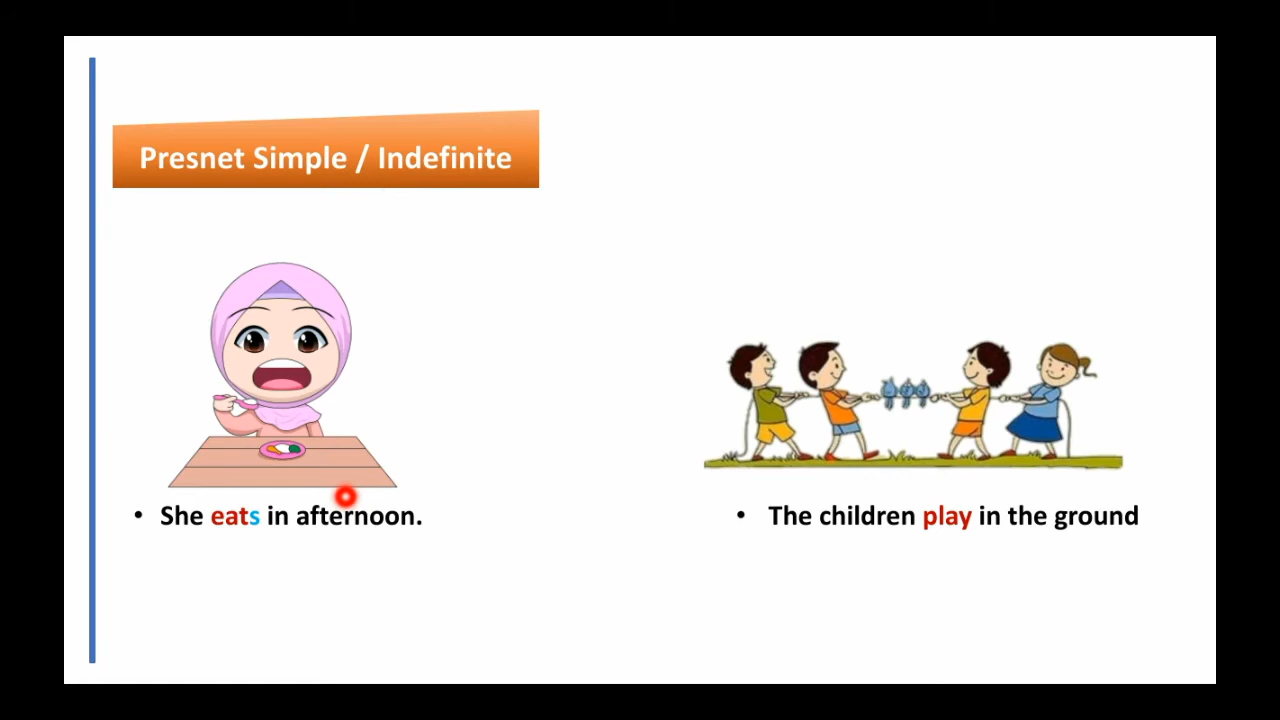 Presnet Simple / Indefinite
• She eats in afternoon.
• The children play in the ground